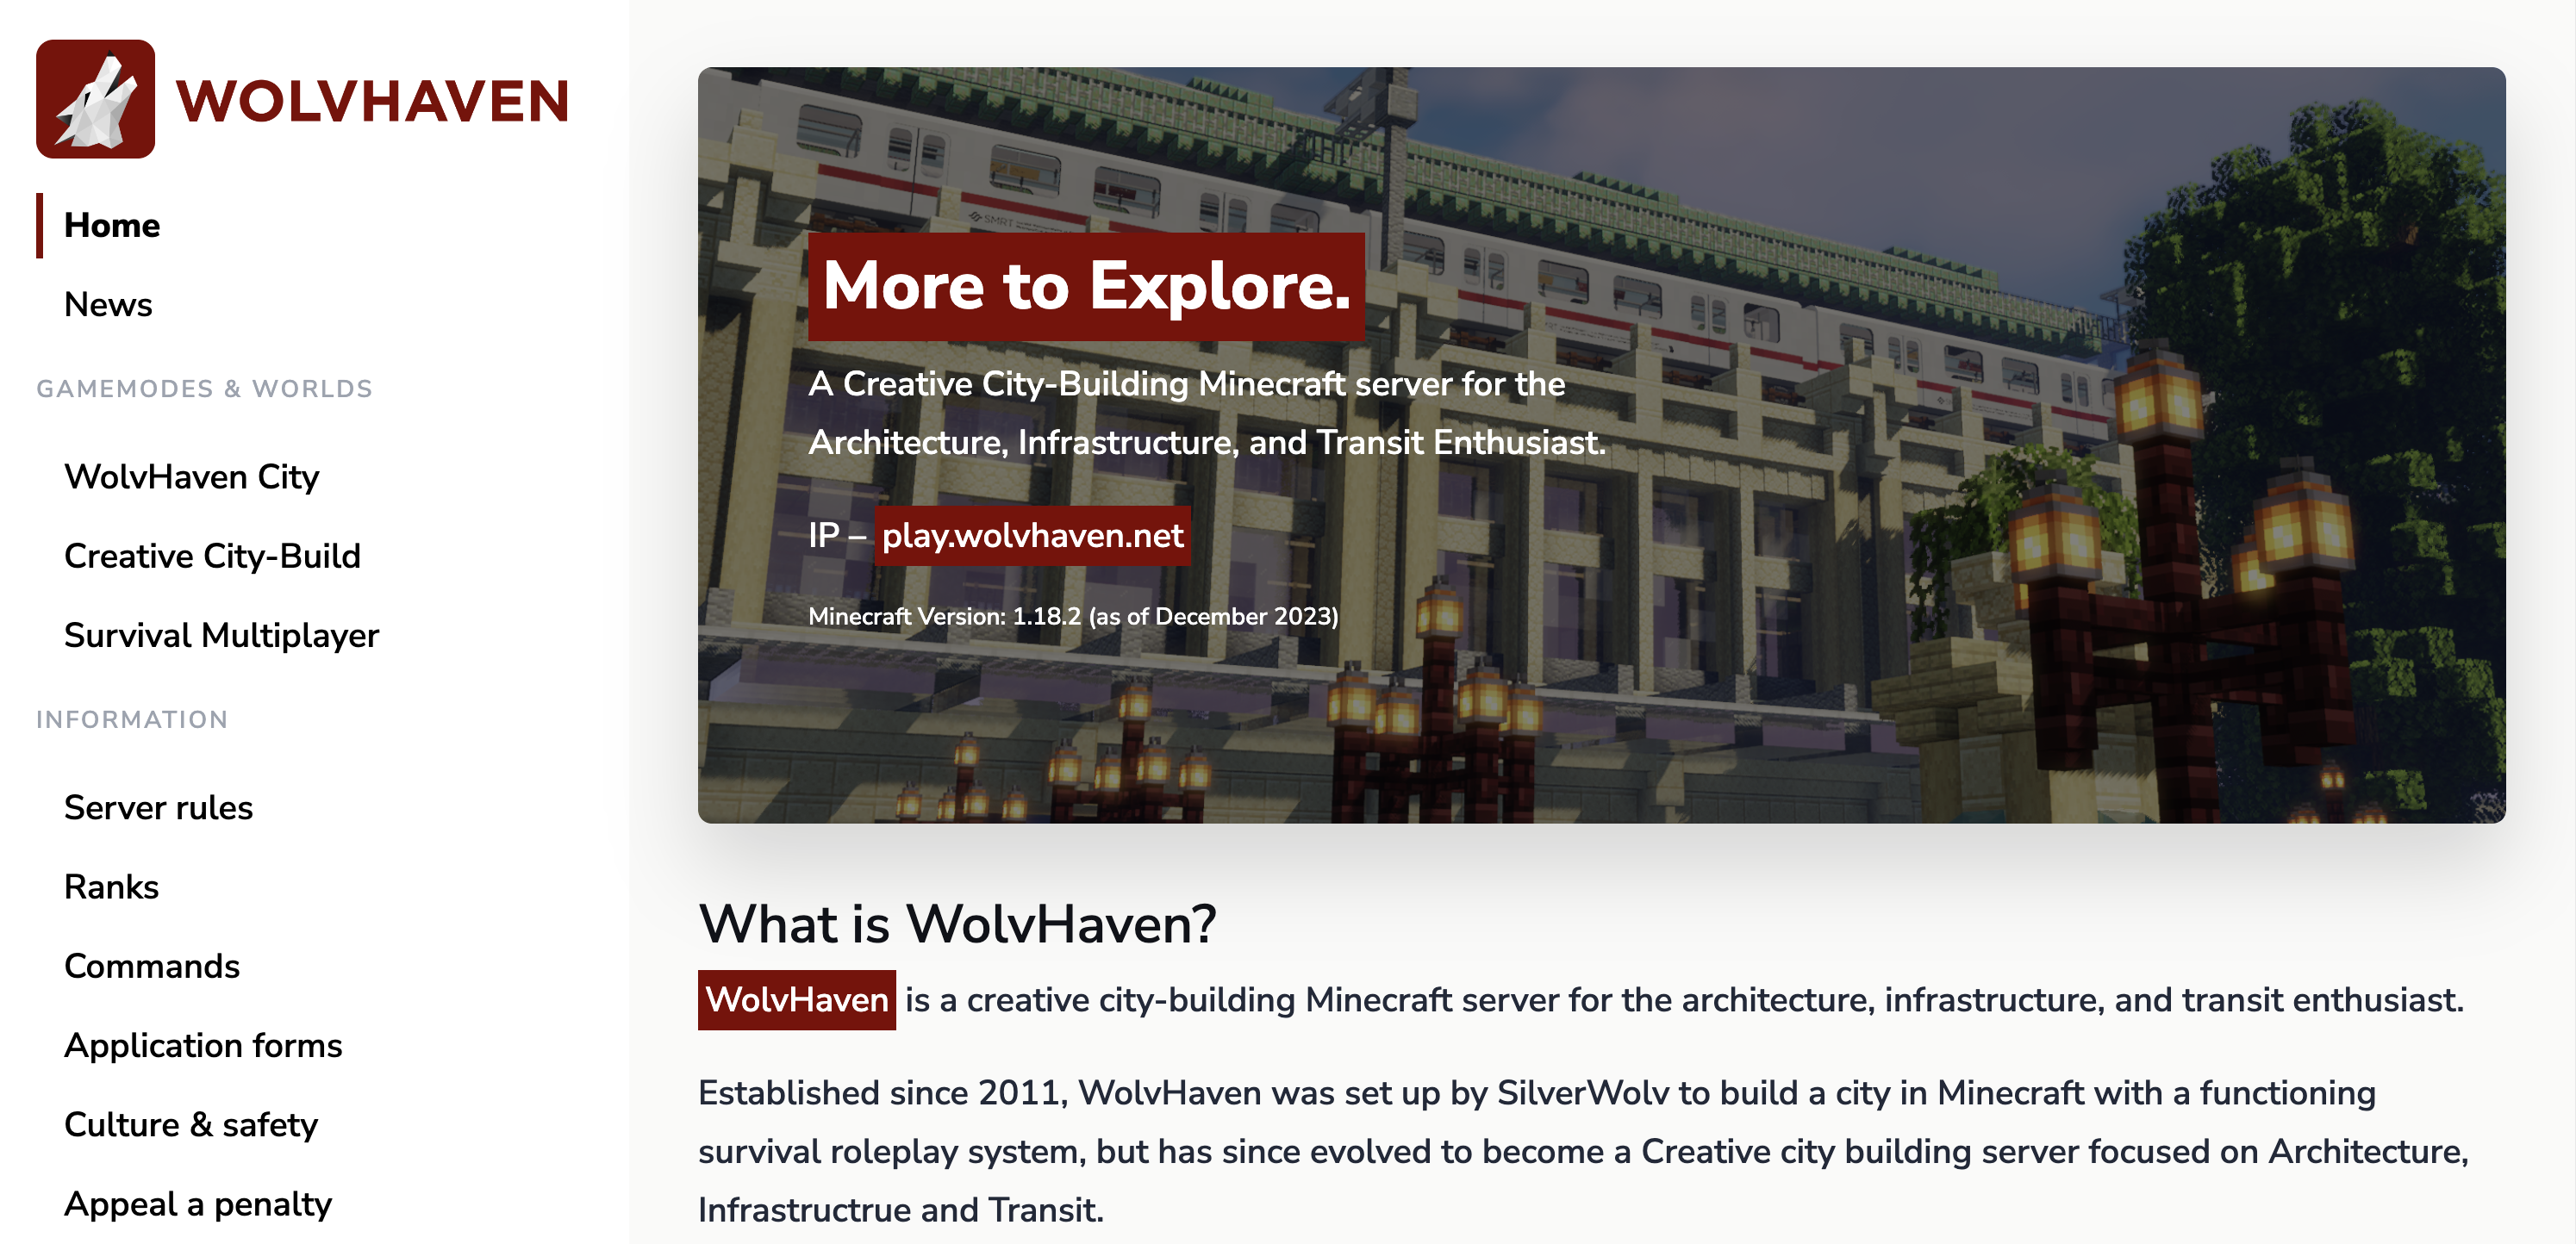 WOLVHAVEN
Home
News
GAMEMODES & WORLDS
WolvHaven City
Creative City-Build
Survival Multiplayer
INFORMATION
Server rules
Ranks
Commands
Application forms
Culture & safety
Appeal a penalty
SMRT
More to Explore.
A Creative City-Building Minecraft server for the
Architecture, Infrastructure, and Transit Enthusiast.
IP – play.wolvhaven.net
Minecraft Version: 1.18.2 (as of December 2023)
What is WolvHaven?
WolvHaven is a creative city-building Minecraft server for the architecture, infrastructure, and transit enthusiast.
Established since 2011, WolvHaven was set up by SilverWolv to build a city in Minecraft with a functioning
survival roleplay system, but has since evolved to become a Creative city building server focused on Architecture,
Infrastructrue and Transit.